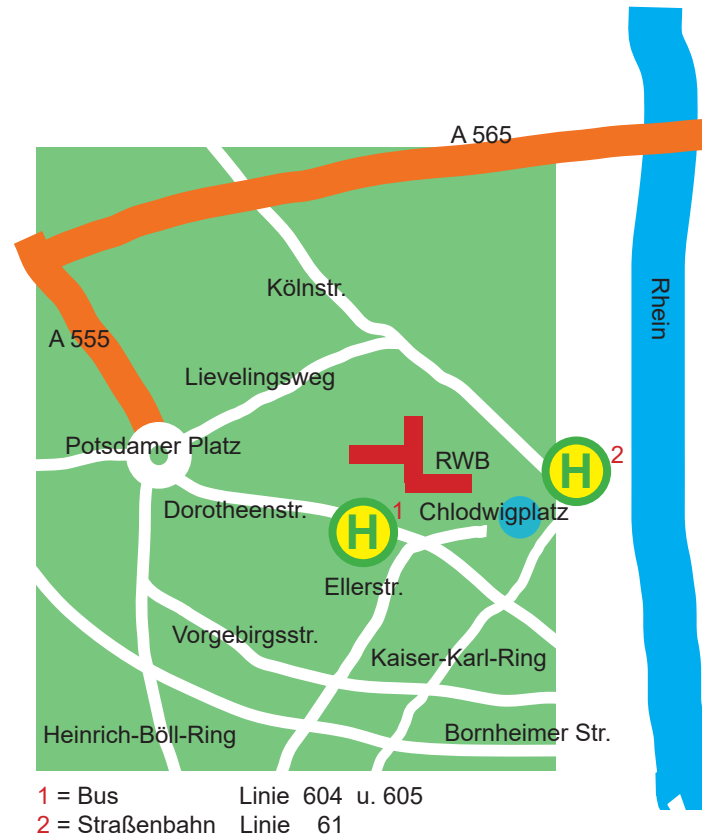 A 565
Kölnstr.
Rhein
A 555
Lievelingsweg
Potsdamer Platz
RWB
H 2
Dorotheenstr.
H 1
Chlodwigplatz
Ellerstr.
Vorgebirgsstr.
Kaiser-Karl-Ring
Heinrich-Böll-Ring
Bornheimer Str.
1 = Bus Linie 604 u. 605
2 = Straßenbahn Linie 61